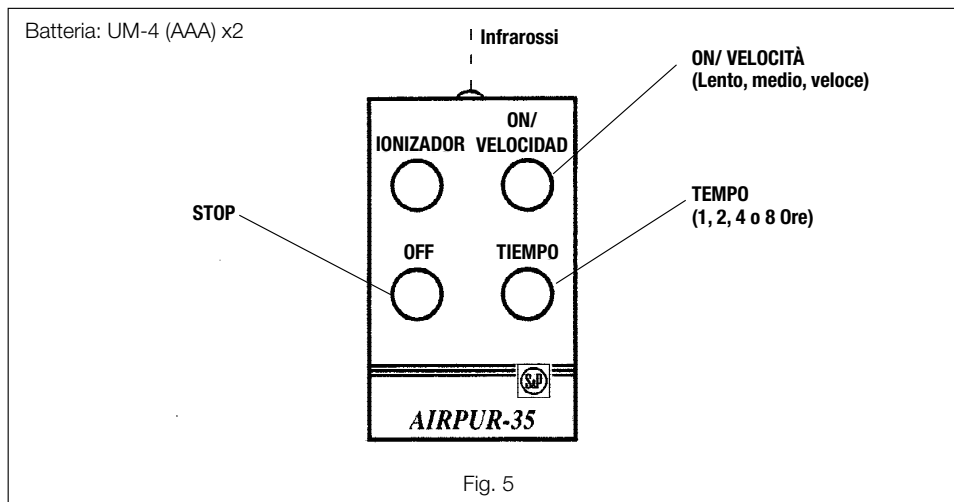 Batteria: UM-4 (AAA) x2
Infrarossi
ON/ VELOCITÀ
(Lento, medio, veloce)
IONIZADOR
ON/
VELOCIDAD
STOP
TEMPO
(1, 2, 4 o 8 Ore)
OFF
TIEMPO
S&P
AIRPUR-35
Fig. 5